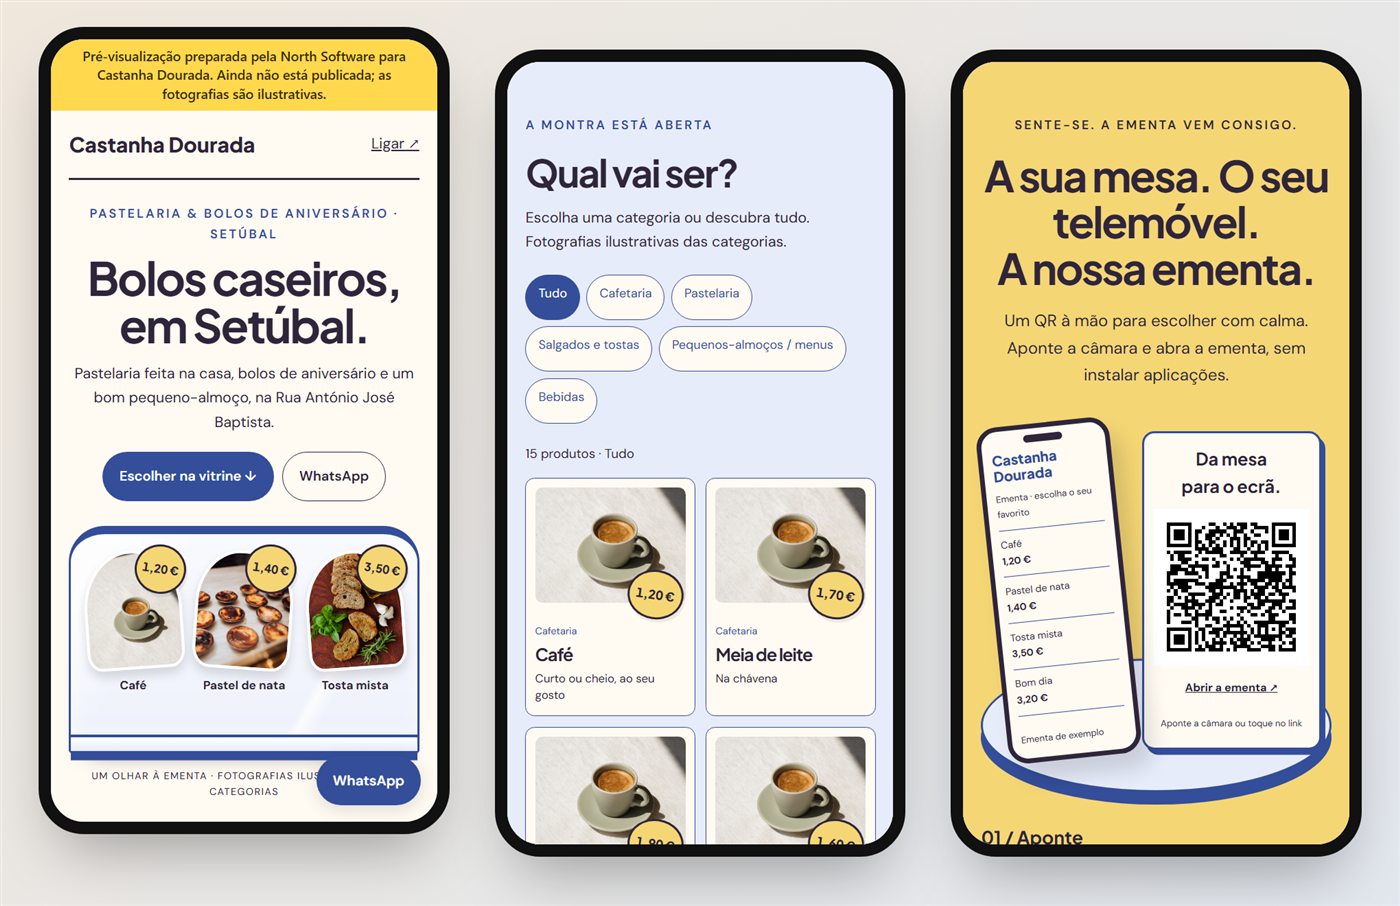 Pré-visualização preparada pela North Software para
Castanha Dourada. Ainda não está publicada; as
fotografias são ilustrativas.
Castanha Dourada
Ligar ↗
PASTELARIA & BOLOS DE ANIVERSÁRIO ·
SETÚBAL
Bolos caseiros,
em Setúbal.
Pastelaria feita na casa, bolos de aniversário e um
bom pequeno-almoço, na Rua António José
Baptista.
Escolher na vitrine ↓
WhatsApp
1,20 €
1,40 €
3,50 €
Café
Pastel de nata
Tosta mista
UM OLHAR À EMENTA · FOTOGRAFIAS
CATEGORIAS
WhatsApp
A MONTRA ESTÁ ABERTA
Qual vai ser?
Escolha uma categoria ou descubra tudo.
Fotografias ilustrativas das categorias.
Tudo
Cafetaria
Pastelaria
Salgados e tostas
Pequenos-almoços / menus
Bebidas
15 produtos · Tudo
1,20 €
1,70 €
Cafetaria
Café
Curto ou cheio, ao seu
gosto
Cafetaria
Meia de leite
Na chávena
SENTE-SE. A EMENTA VEM CONSIGO.
A sua mesa. O seu
telemóvel.
A nossa ementa.
Um QR à mão para escolher com calma.
Aponte a câmara e abra a ementa, sem
instalar aplicações.
Castanha
Dourada
Ementa · escolha o seu
favorito
Café
1,20 €
Pastel de nata
1,40 €
Tosta mista
3,50 €
Bom dia
3,20 €
Ementa de exemplo
Da mesa
para o ecrã.
Abrir a ementa ↗
Aponte a câmara ou toque no link
01 / Aponte